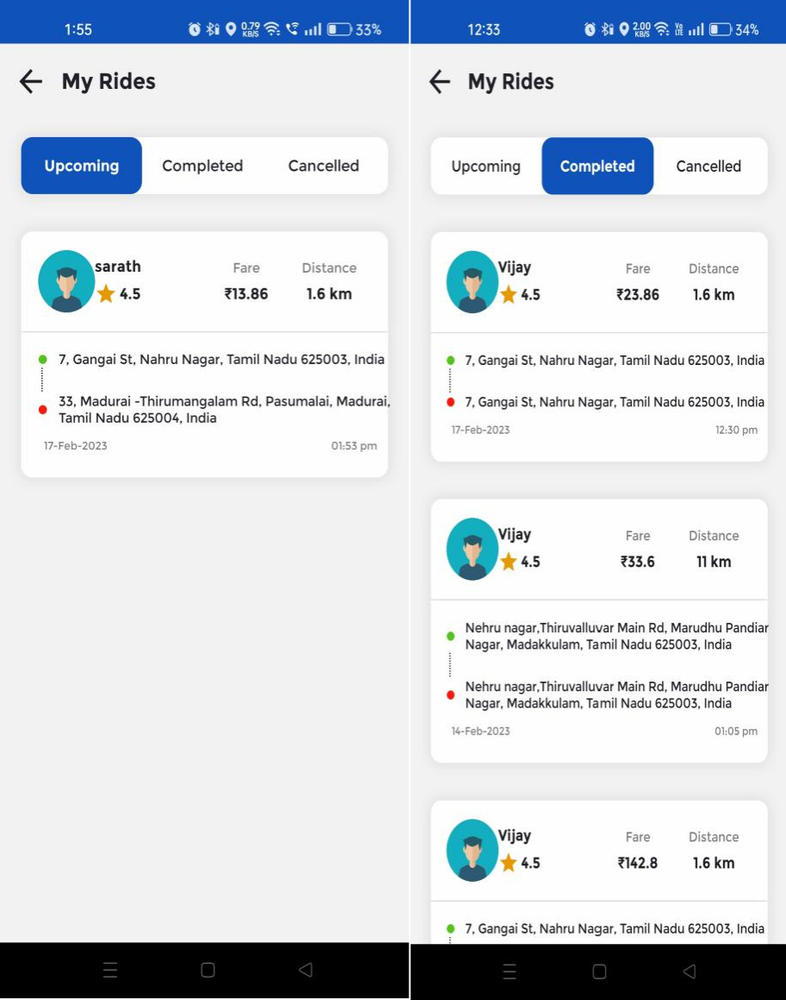 1:55
0.79
KB/S
33%
My Rides
Upcoming
Completed
Cancelled
sarath
4.5
Fare
₹13.86
Distance
1.6 km
7, Gangai St, Nahru Nagar, Tamil Nadu 625003, India
33, Madurai -Thirumangalam Rd, Pasumalai, Madurai,
Tamil Nadu 625004, India
17-Feb-2023
01:53 pm
12:33
2.00
KB/S
Vo
LTE
34%
My Rides
Upcoming
Completed
Cancelled
Vijay
4.5
Fare
₹23.86
Distance
1.6 km
7, Gangai St, Nahru Nagar, Tamil Nadu 625003, India
7, Gangai St, Nahru Nagar, Tamil Nadu 625003, India
17-Feb-2023
12:30 pm
Vijay
4.5
Fare
₹33.6
Distance
11 km
Nehru nagar,Thiruvalluvar Main Rd, Marudhu Pandiar
Nagar, Madakkulam, Tamil Nadu 625003, India
Nehru nagar,Thiruvalluvar Main Rd, Marudhu Pandiar
Nagar, Madakkulam, Tamil Nadu 625003, India
14-Feb-2023
01:05 pm
Vijay
4.5
Fare
₹142.8
Distance
1.6 km
7, Gangai St, Nahru Nagar, Tamil Nadu 625003, India